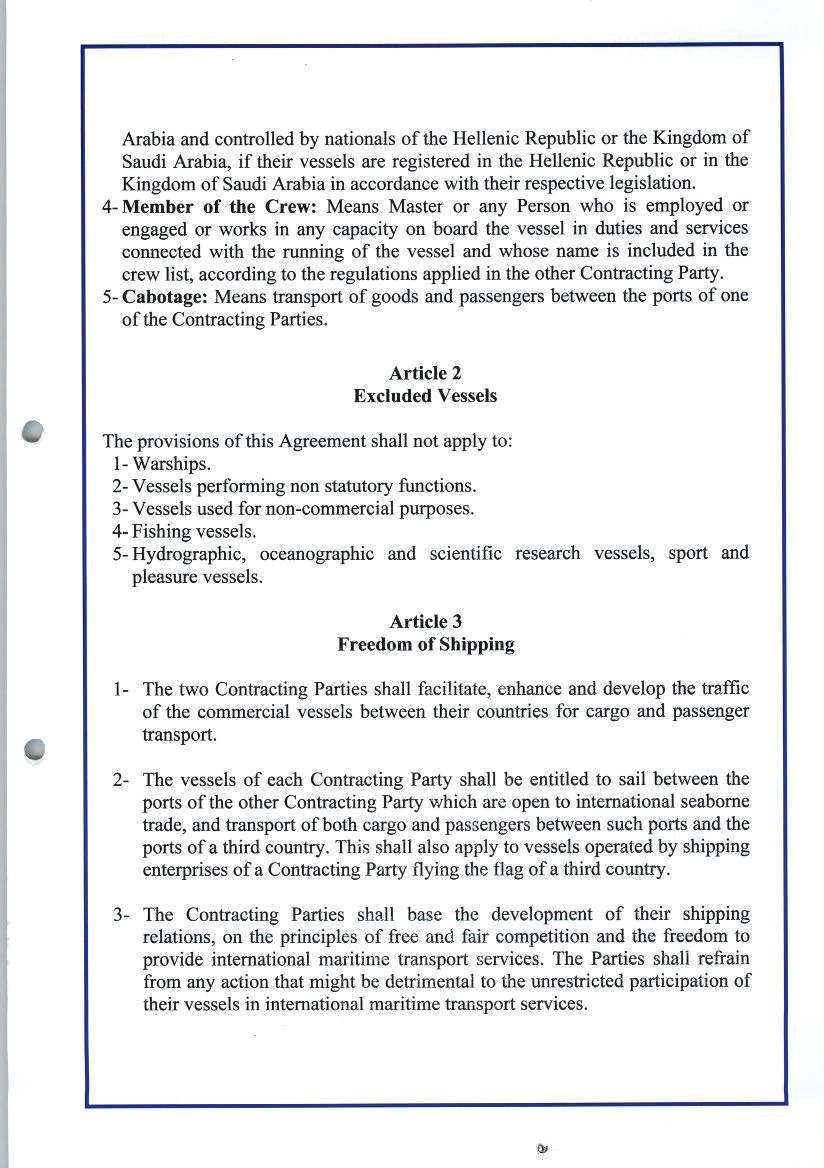 Arabia and controlled by nationals of the Hellenic Republic or the Kingdom of
Saudi Arabia, if their vessels are registered in the Hellenic Republic or in the
Kingdom of Saudi Arabia in accordance with their respective legislation.
4- Member of the Crew: Means Master or any Person who is employed or
engaged or works in any capacity on board the vessel in duties and services
connected with the running of the vessel and whose name is included in the
crew list, according to the regulations applied in the other Contracting Party.
5- Cabotage: Means transport of goods and passengers between the ports of one
of the Contracting Parties.
Article 2
Excluded Vessels
The provisions of this Agreement shall not apply to:
1- Warships.
2- Vessels performing non statutory functions.
3- Vessels used for non-commercial purposes.
4- Fishing vessels.
5- Hydrographic, oceanographic and scientific research vessels, sport and
pleasure vessels.
Article 3
Freedom of Shipping
1- The two Contracting Parties shall facilitate, enhance and develop the traffic
of the commercial vessels between their countries for cargo and passenger
transport.
2- The vessels of each Contracting Party shall be entitled to sail between the
ports of the other Contracting Party which are open to international seaborne
trade, and transport of both cargo and passengers between such ports and the
ports of a third country. This shall also apply to vessels operated by shipping
enterprises of a Contracting Party flying the flag of a third country.
3- The Contracting Parties shall base the development of their shipping
relations, on the principles of free and fair competition and the freedom to
provide international maritime transport services. The Parties shall refrain
from any action that might be detrimental to the unrestricted participation of
their vessels in international maritime transport services.